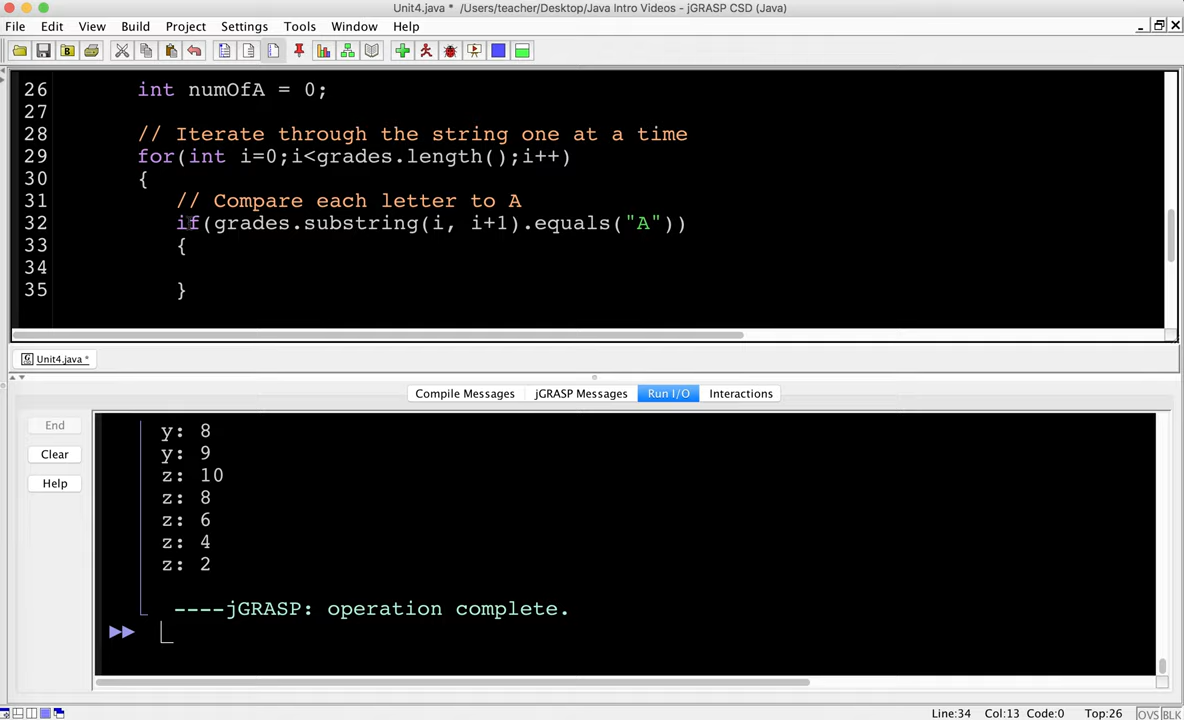 Unit4.java * /Users/teacher/Desktop/Java Intro Videos - jGRASP CSD (Java)
File Edit View Build Project Settings Tools Window Help
26 int numOfA = 0;
27
28 // Iterate through the string one at a time
29 for(int i=0;i<grades.length();i++)
30 {
31 // Compare each letter to A
32 if(grades.substring(i, i+1).equals("A"))
33 {
34
35 }
Unit4.java *
Compile Messages jGRASP Messages Run I/O Interactions
End
Clear
Help
y: 8
y: 9
z: 10
z: 8
z: 6
z: 4
z: 2
----jGRASP: operation complete.
Line:34 Col:13 Code:0 Top:26 OVS BLK